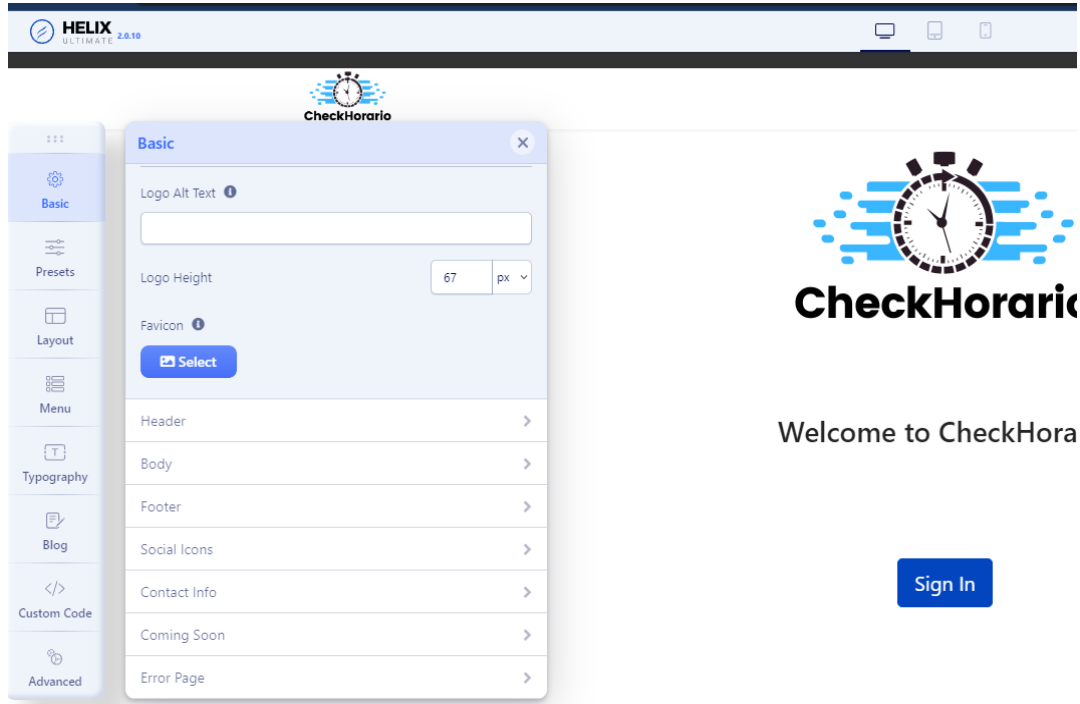 HELIX
ULTIMATE 2.0.10
CheckHorario
Basic
Basic
Presets
Layout
Menu
Typography
Blog
Custom Code
Advanced
Logo Alt Text
Logo Height
67 px
Favicon
Select
Header
Body
Footer
Social Icons
Contact Info
Coming Soon
Error Page
CheckHorario
Welcome to CheckHora
Sign In